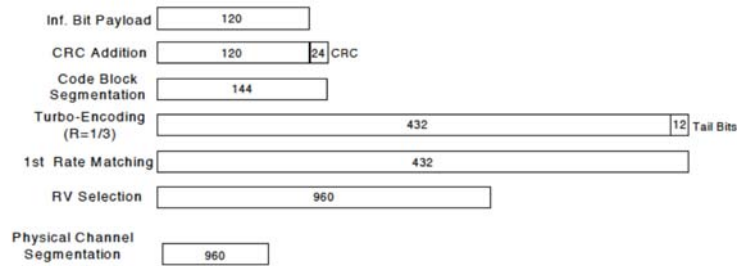 Inf. Bit Payload 120
CRC Addition 120 24 CRC
Code Block
Segmentation 144
Turbo-Encoding
(R=1/3) 432 12 Tail Bits
1st Rate Matching 432
RV Selection 960
Physical Channel
Segmentation 960